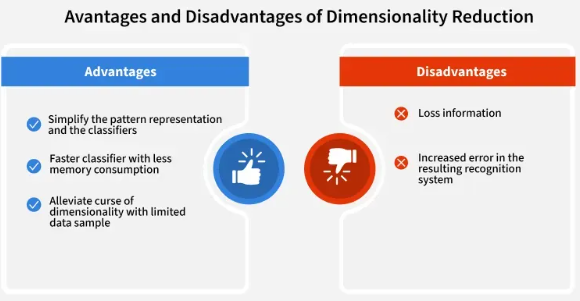 Avantages and Disadvantages of Dimensionality Reduction
Advantages
Simplify the pattern representation
and the classifiers
Faster classifier with less
memory consumption
Alleviate curse of
dimensionality with limited
data sample
Disadvantages
Loss information
Increased error in the
resulting recognition
system